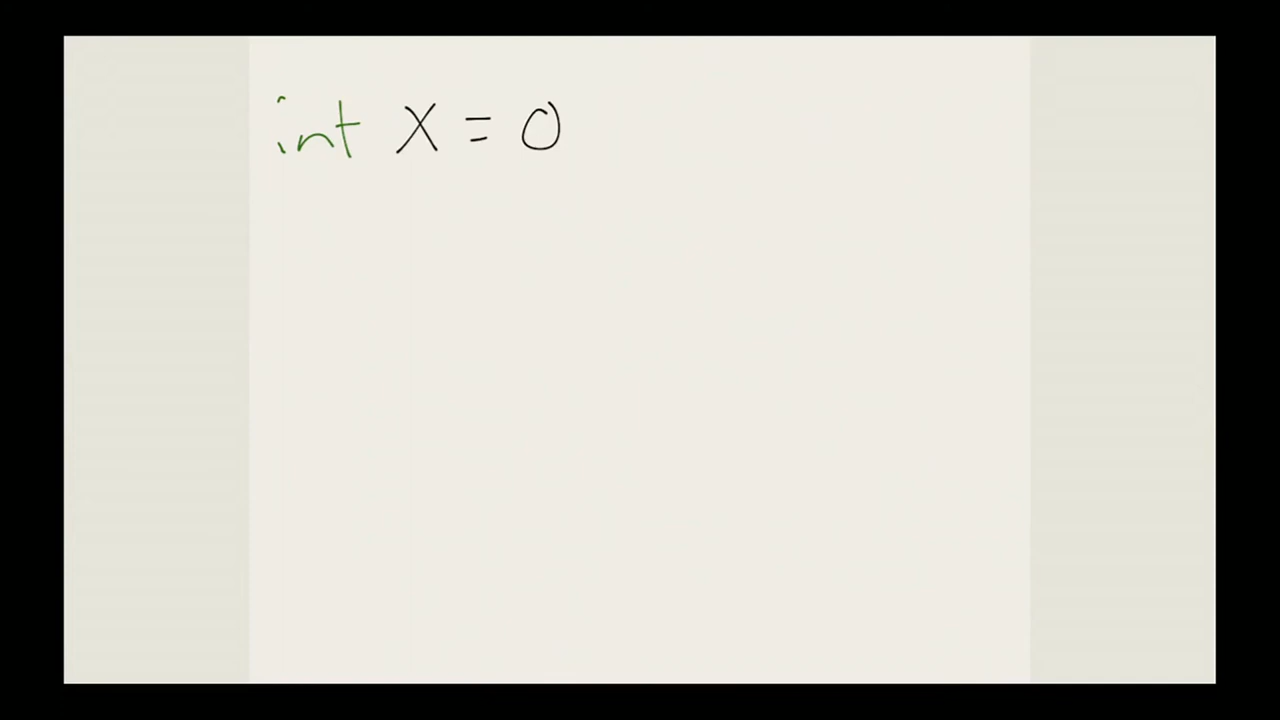 int X = 0